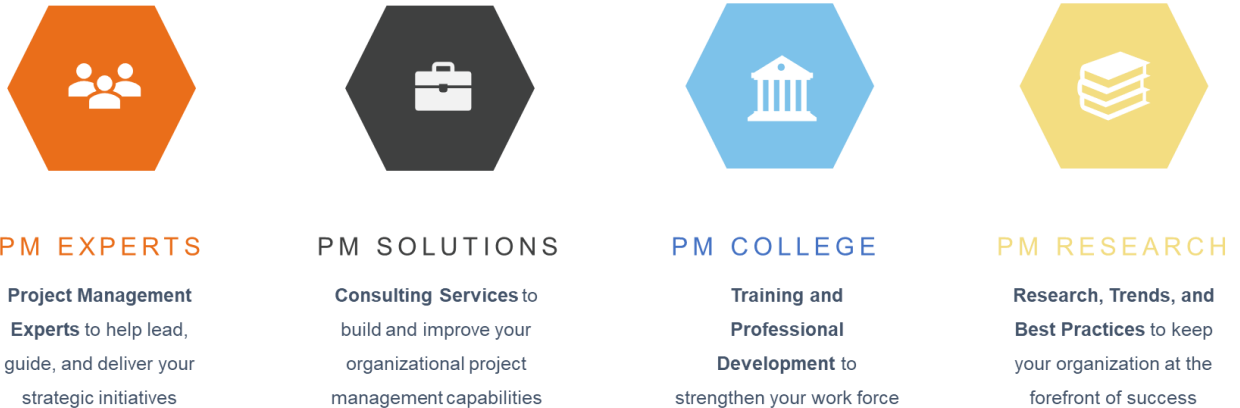 PM EXPERTS
Project Management
Experts to help lead,
guide, and deliver your
strategic initiatives
PM SOLUTIONS
Consulting Services to
build and improve your
organizational project
management capabilities
PM COLLEGE
Training and
Professional
Development to
strengthen your work force
PM RESEARCH
Research, Trends, and
Best Practices to keep
your organization at the
forefront of success